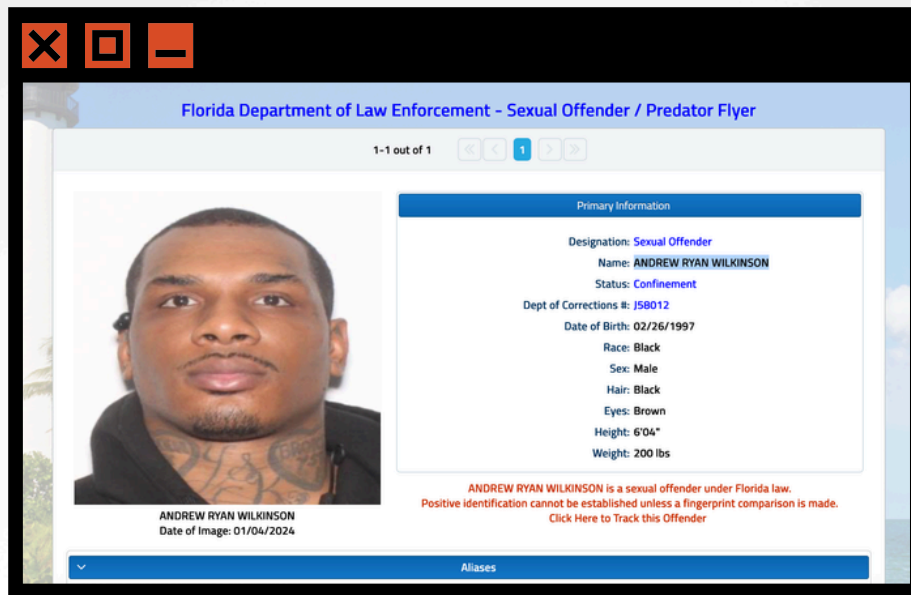 Florida Department of Law Enforcement - Sexual Offender / Predator Flyer
1-1 out of 1 « < 1 > »
Primary Information
Designation: Sexual Offender
Name: ANDREW RYAN WILKINSON
Status: Confinement
Dept of Corrections #: J58012
Date of Birth: 02/26/1997
Race: Black
Sex: Male
Hair: Black
Eyes: Brown
Height: 6'04"
Weight: 200 lbs
ANDREW RYAN WILKINSON is a sexual offender under Florida law.
Positive identification cannot be established unless a fingerprint comparison is made.
Click Here to Track this Offender
ANDREW RYAN WILKINSON
Date of Image: 01/04/2024
Aliases